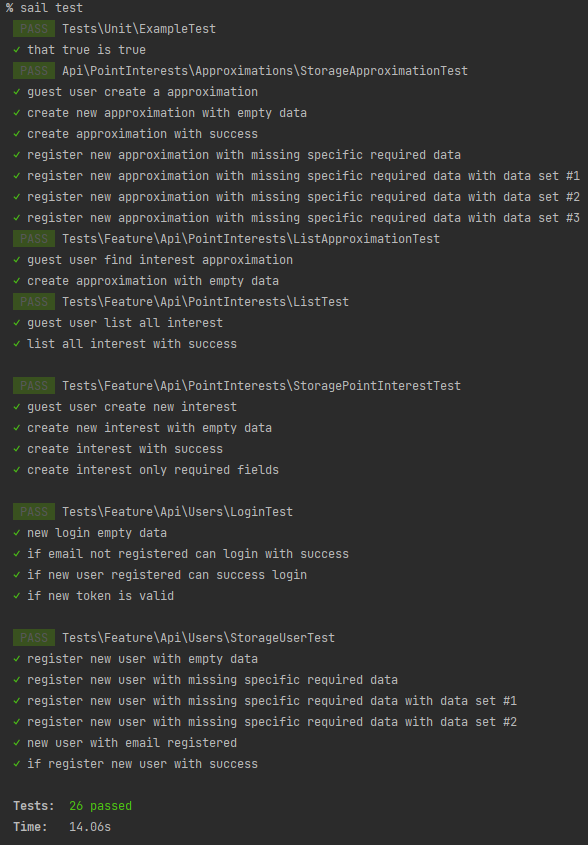 % sail test
PASS Tests\Unit\ExampleTest
✓ that true is true
PASS Api\PointInterests\Approximations\StorageApproximationTest
✓ guest user create a approximation
✓ create new approximation with empty data
✓ create approximation with success
✓ register new approximation with missing specific required data
✓ register new approximation with missing specific required data with data set #1
✓ register new approximation with missing specific required data with data set #2
✓ register new approximation with missing specific required data with data set #3
PASS Tests\Feature\Api\PointInterests\ListApproximationTest
✓ guest user find interest approximation
✓ create approximation with empty data
PASS Tests\Feature\Api\PointInterests\ListTest
✓ guest user list all interest
✓ list all interest with success
PASS Tests\Feature\Api\PointInterests\StoragePointInterestTest
✓ guest user create new interest
✓ create new interest with empty data
✓ create interest with success
✓ create interest only required fields
PASS Tests\Feature\Api\Users\LoginTest
✓ new login empty data
✓ if email not registered can login with success
✓ if new user registered can success login
✓ if new token is valid
PASS Tests\Feature\Api\Users\StorageUserTest
✓ register new user with empty data
✓ register new user with missing specific required data
✓ register new user with missing specific required data with data set #1
✓ register new user with missing specific required data with data set #2
✓ new user with email registered
✓ if register new user with success
Tests: 26 passed
Time: 14.06s